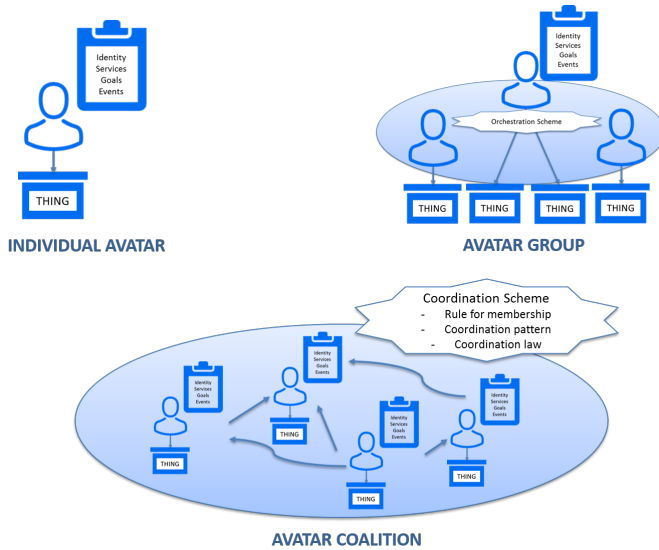 Identity
Services
Goals
Events
THING
INDIVIDUAL AVATAR
Identity
Services
Goals
Events
Orchestration Scheme
THING
THING
THING
THING
AVATAR GROUP
Coordination Scheme
- Rule for membership
- Coordination pattern
- Coordination law
Identity
Services
Goals
Events
THING
Identity
Services
Goals
Events
THING
Identity
Services
Goals
Events
THING
Identity
Services
Goals
Events
THING
AVATAR COALITION